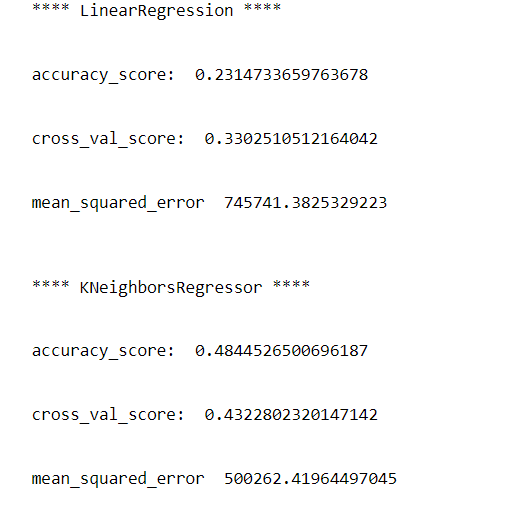 **** LinearRegression ****
accuracy_score:  0.2314733659763678
cross_val_score:  0.3302510512164042
mean_squared_error  745741.3825329223
**** KNeighborsRegressor ****
accuracy_score:  0.4844526500696187
cross_val_score:  0.4322802320147142
mean_squared_error  500262.41964497045